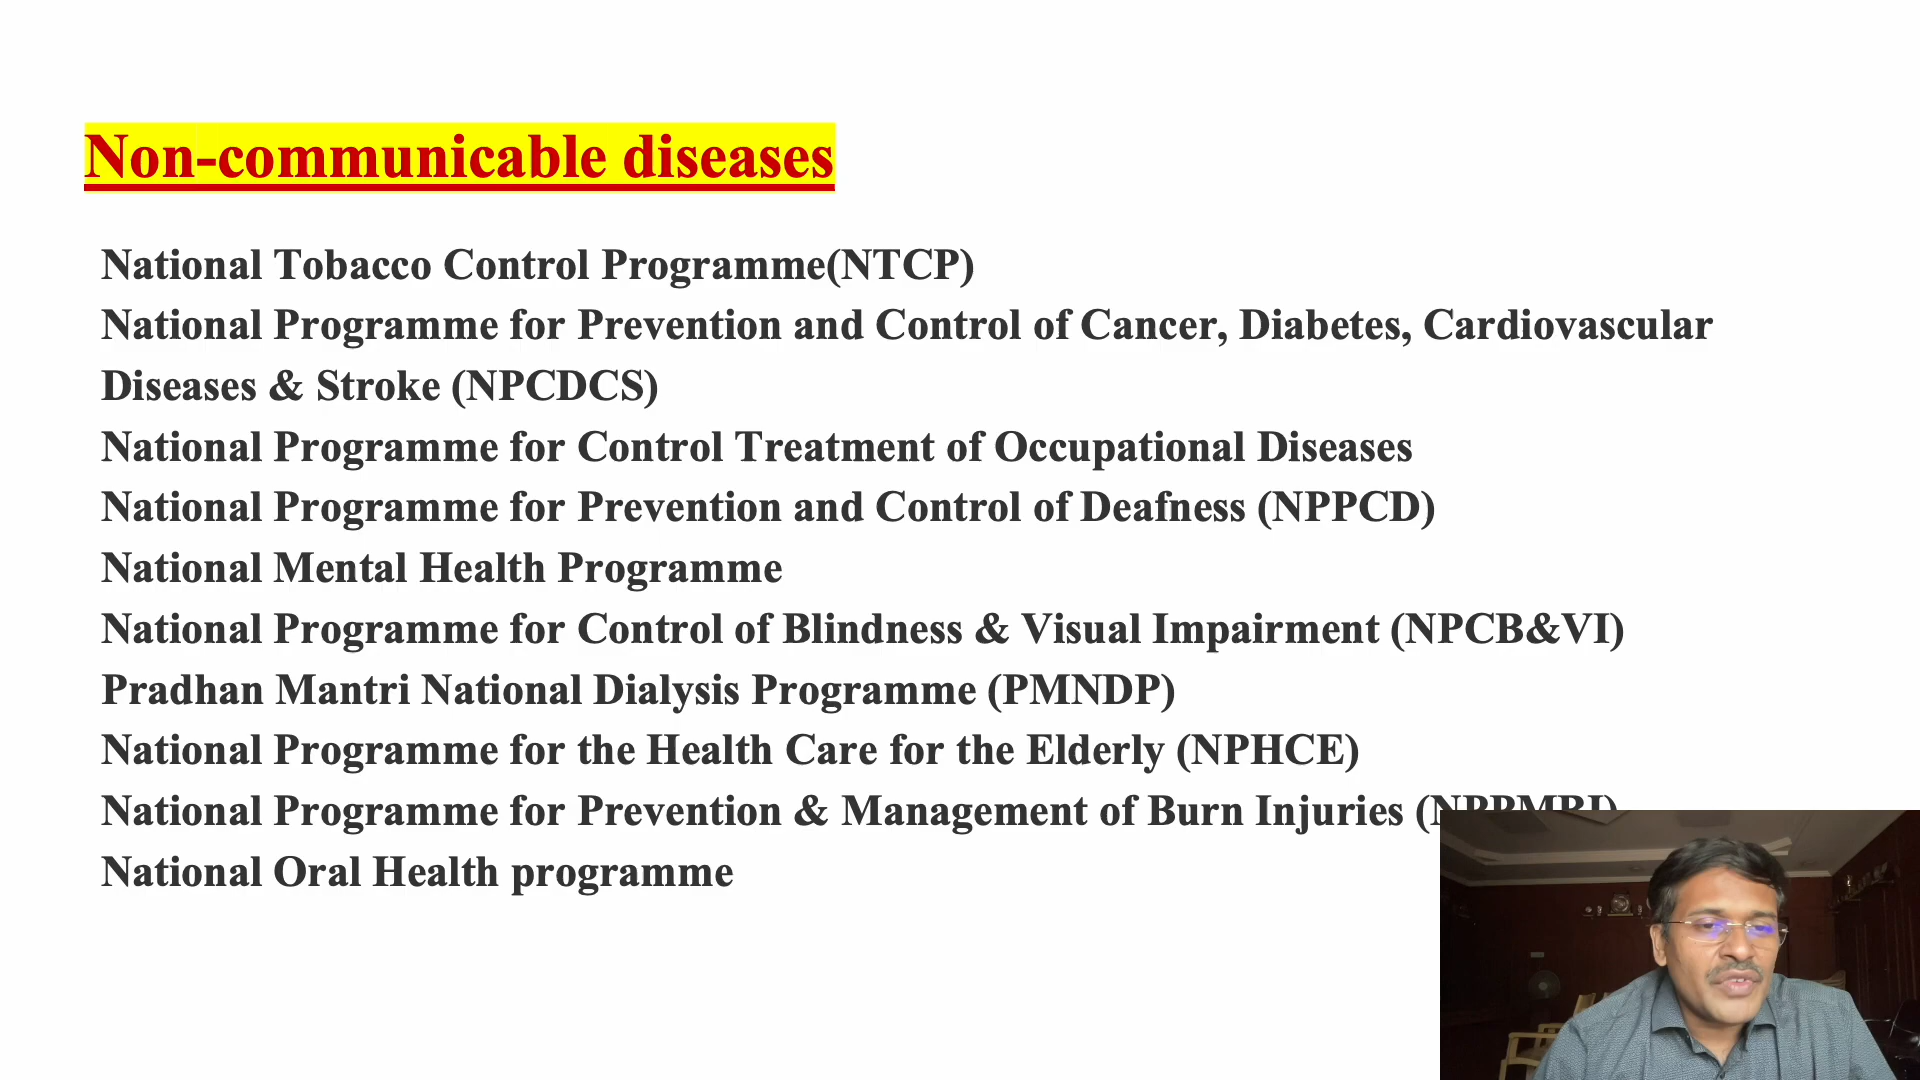 Non-communicable diseases
National Tobacco Control Programme(NTCP)
National Programme for Prevention and Control of Cancer, Diabetes, Cardiovascular
Diseases & Stroke (NPCDCS)
National Programme for Control Treatment of Occupational Diseases
National Programme for Prevention and Control of Deafness (NPPCD)
National Mental Health Programme
National Programme for Control of Blindness & Visual Impairment (NPCB&VI)
Pradhan Mantri National Dialysis Programme (PMNDP)
National Programme for the Health Care for the Elderly (NPHCE)
National Programme for Prevention & Management of Burn Injuries (NPPMBI)
National Oral Health programme